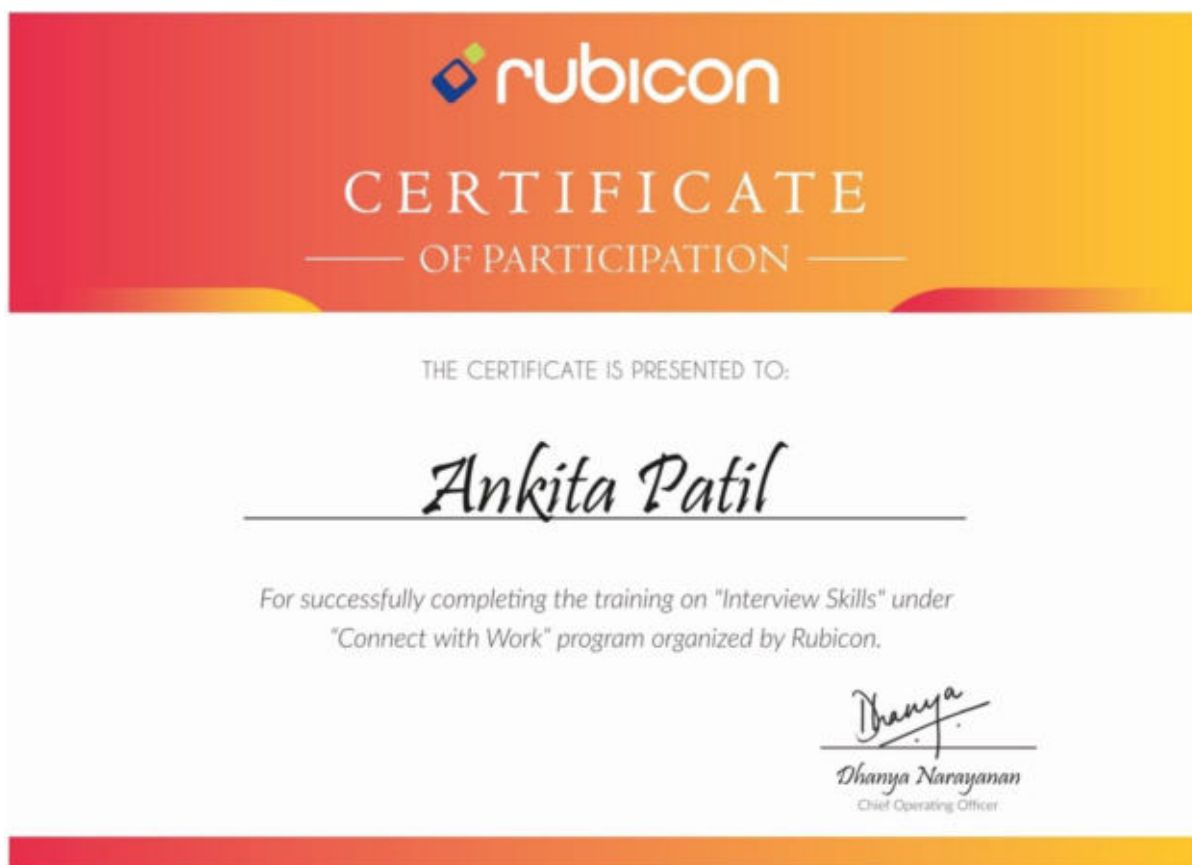 rubicon
CERTIFICATE
OF PARTICIPATION
THE CERTIFICATE IS PRESENTED TO:
Ankita Patil
For successfully completing the training on "Interview Skills" under
"Connect with Work" program organized by Rubicon.
Dhanya
Dhanya Narayanan
Chief Operating Officer